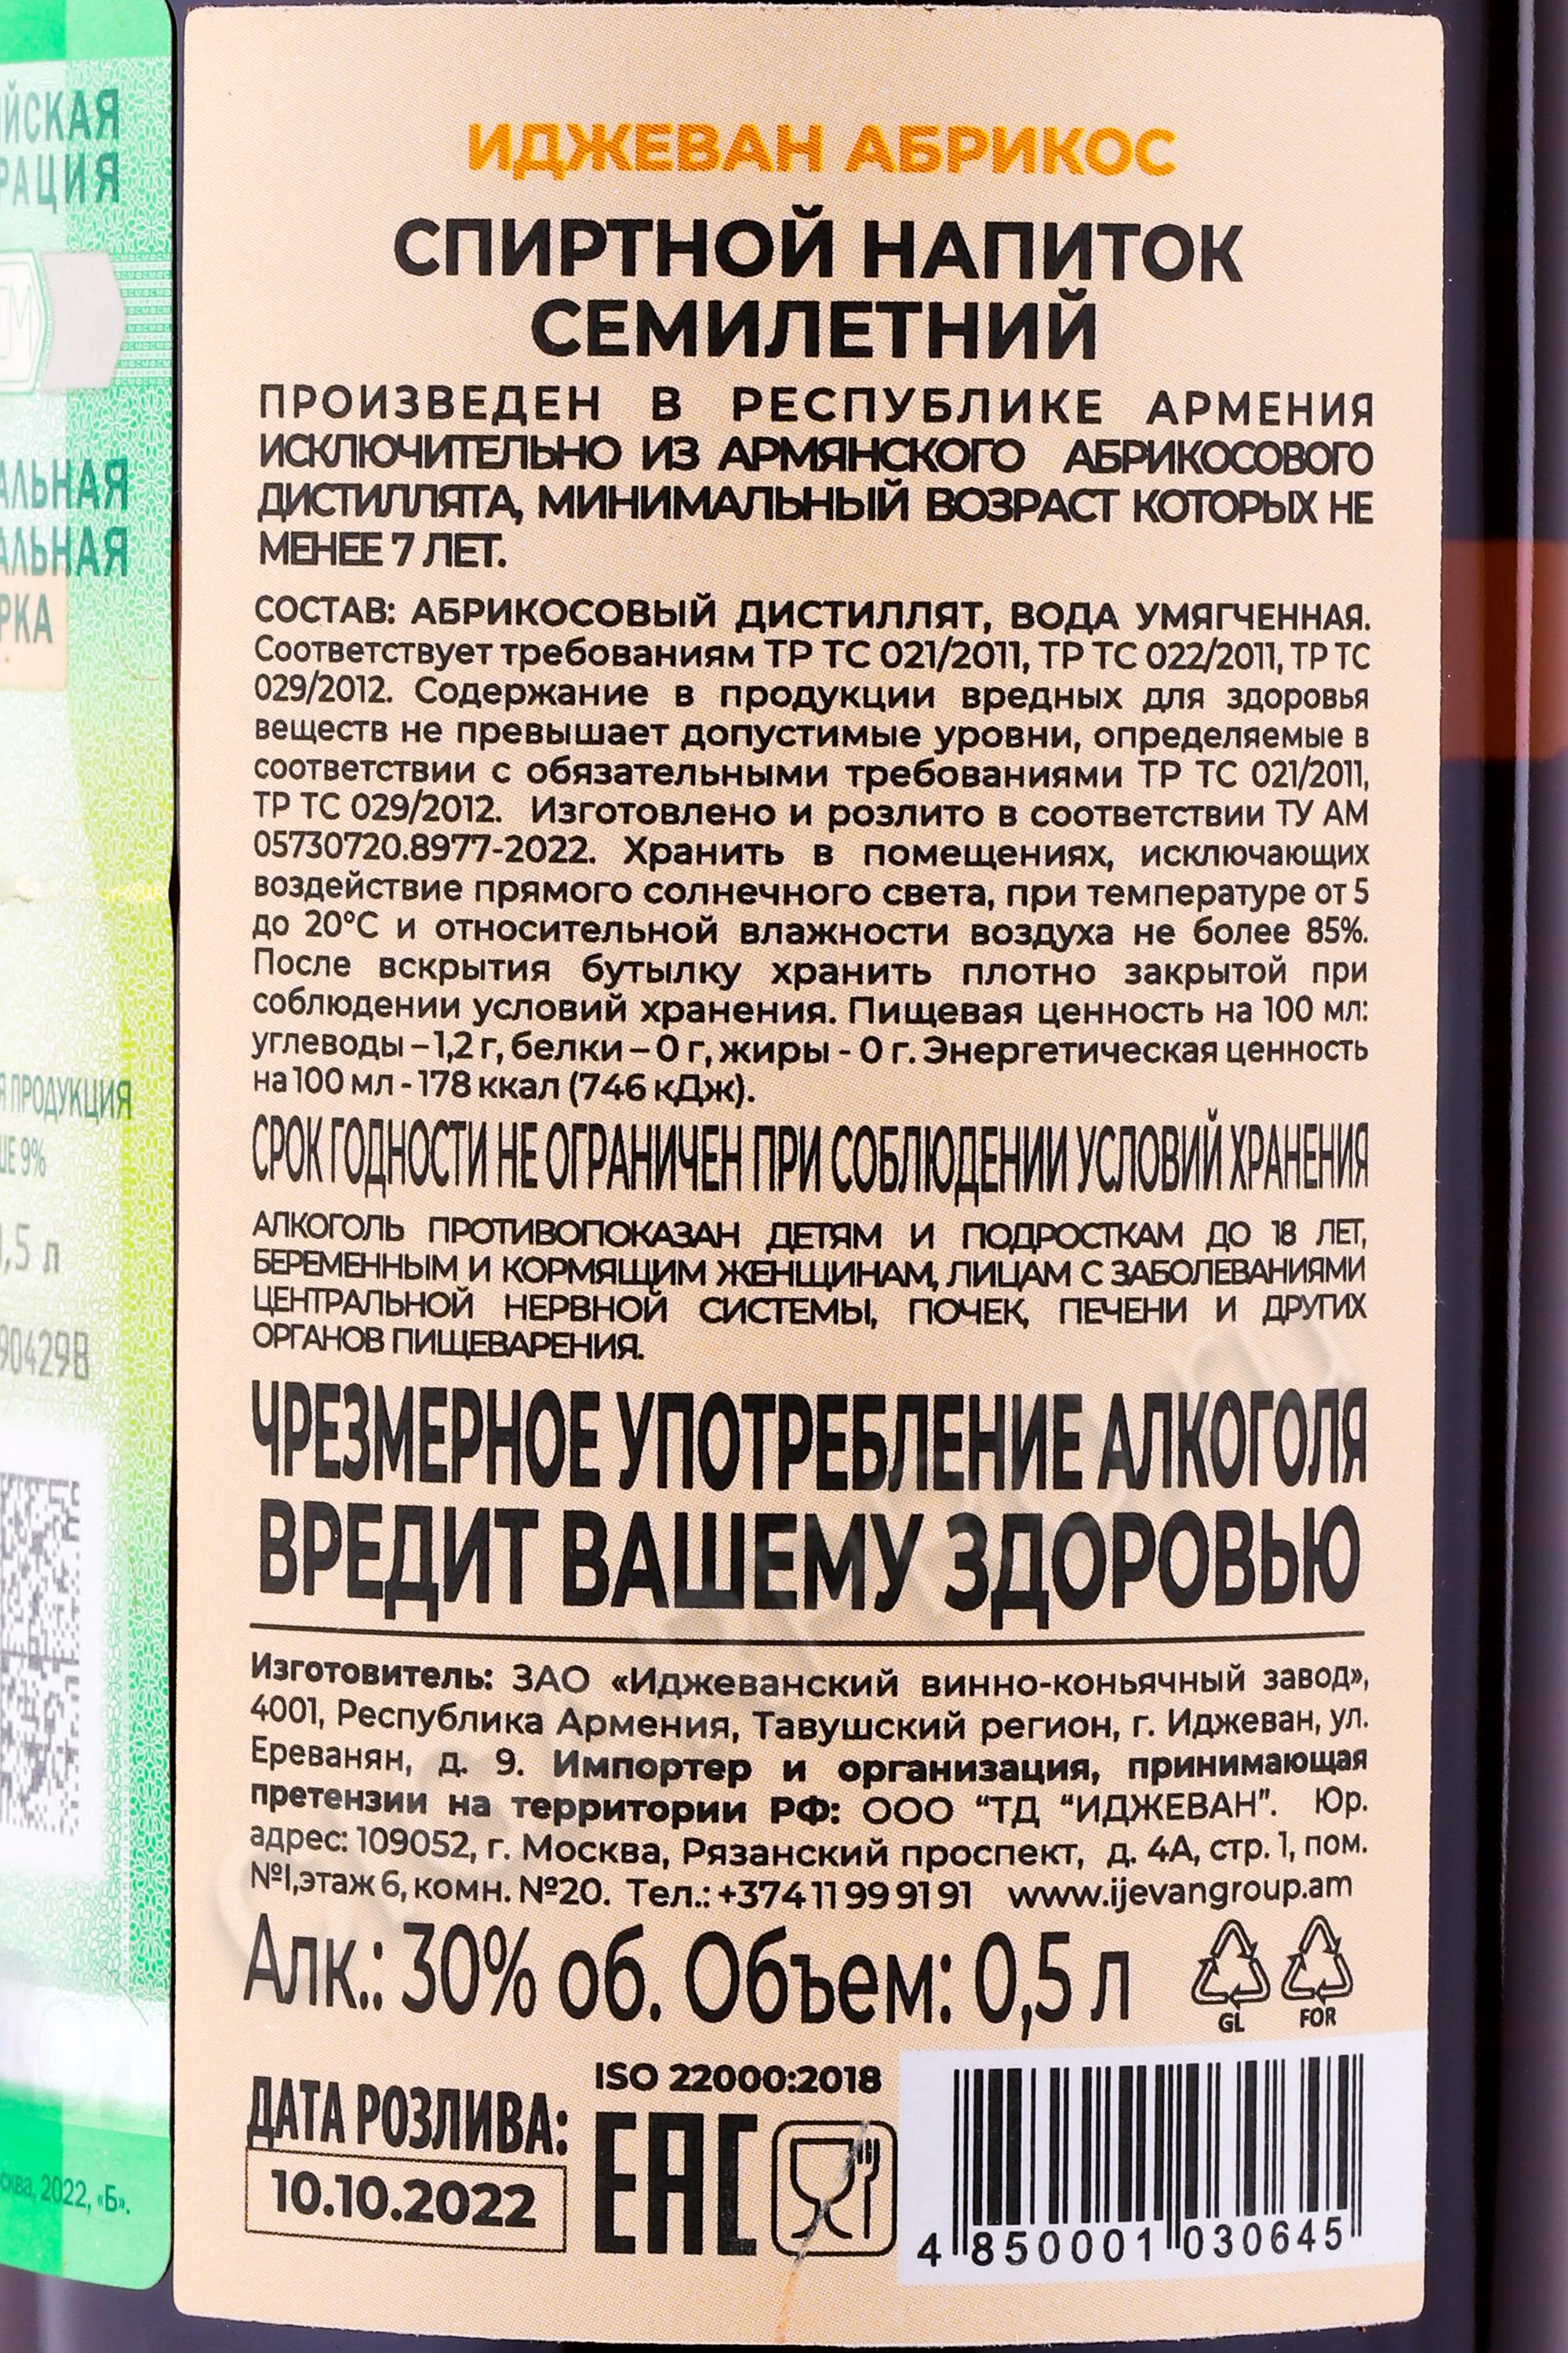 ИДЖЕВАН АБРИКОС
СПИРТНОЙ НАПИТОК
СЕМИЛЕТНИЙ
ПРОИЗВЕДЕН В РЕСПУБЛИКЕ АРМЕНИЯ
ИСКЛЮЧИТЕЛЬНО ИЗ АРМЯНСКОГО АБРИКОСОВОГО
ДИСТИЛЛЯТА, МИНИМАЛЬНЫЙ ВОЗРАСТ КОТОРЫХ НЕ
МЕНЕЕ 7 ЛЕТ.
СОСТАВ: АБРИКОСОВЫЙ ДИСТИЛЛЯТ, ВОДА УМЯГЧЕННАЯ.
Соответствует требованиям ТР ТС 021/2011, ТР ТС 022/2011, ТР ТС
029/2012. Содержание в продукции вредных для здоровья
веществ не превышает допустимые уровни, определяемые в
соответствии с обязательными требованиями ТР ТС 021/2011,
ТР ТС 029/2012. Изготовлено и розлито в соответствии ТУ АМ
05730720.8977-2022. Хранить в помещениях, исключающих
воздействие прямого солнечного света, при температуре от 5
до 20°С и относительной влажности воздуха не более 85%.
После вскрытия бутылку хранить плотно закрытой при
соблюдении условий хранения. Пищевая ценность на 100 мл:
углеводы – 1,2 г, белки – 0 г, жиры - 0 г. Энергетическая ценность
на 100 мл - 178 ккал (746 кДж).
СРОК ГОДНОСТИ НЕ ОГРАНИЧЕН ПРИ СОБЛЮДЕНИИ УСЛОВИЙ ХРАНЕНИЯ
АЛКОГОЛЬ ПРОТИВОПОКАЗАН ДЕТЯМ И ПОДРОСТКАМ ДО 18 ЛЕТ,
БЕРЕМЕННЫМ И КОРМЯЩИМ ЖЕНЩИНАМ, ЛИЦАМ С ЗАБОЛЕВАНИЯМИ
ЦЕНТРАЛЬНОЙ НЕРВНОЙ СИСТЕМЫ, ПОЧЕК, ПЕЧЕНИ И ДРУГИХ
ОРГАНОВ ПИЩЕВАРЕНИЯ.
ЧРЕЗМЕРНОЕ УПОТРЕБЛЕНИЕ АЛКОГОЛЯ
ВРЕДИТ ВАШЕМУ ЗДОРОВЬЮ
Изготовитель: ЗАО «Иджеванский винно-коньячный завод»,
4001, Республика Армения, Тавушский регион, г. Иджеван, ул.
Ереванян, д. 9. Импортер и организация, принимающая
претензии на территории РФ: ООО “ТД “ИДЖЕВАН”. Юр.
адрес: 109052, г. Москва, Рязанский проспект, д. 4А, стр. 1, пом.
№I,этаж 6, комн. №20. Тел.: +374 11 99 91 91 www.ijevangroup.am
Алк.: 30% об. Объем: 0,5 л
GL FOR
ISO 22000:2018
ДАТА РОЗЛИВА:
10.10.2022
EAC
4 850001 030645
ЙСКАЯ
РАЦИЯ
АЛЬНАЯ
АЛЬНАЯ
РКА
ПРОДУКЦИЯ
9%
,5 л
90429В
2022, «Б».